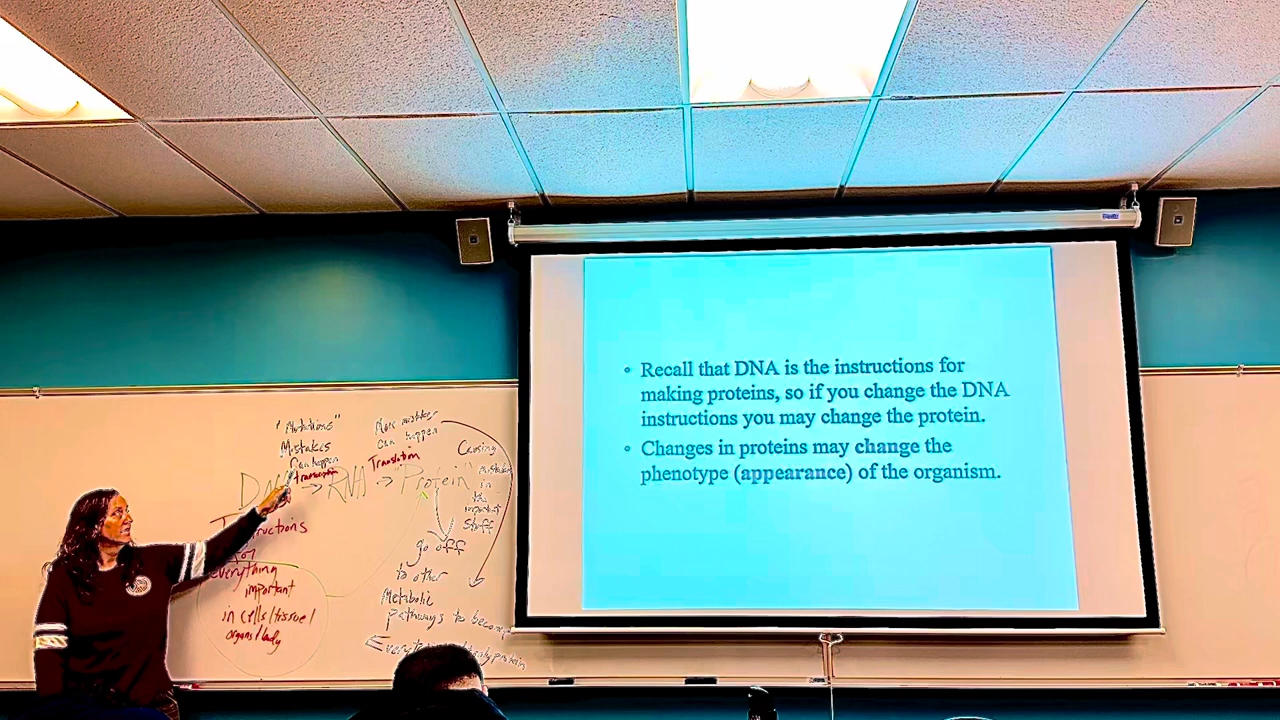 "Mutations"
Mistakes
Can happen
transcription
More mistakes
can happen
Translation
DNA → RNA → "Protein"
Causing
mistakes
in
the
important
stuff
Instructions
for
everything
important
in cells/tissue/
organs/body
go off
to other
Metabolic
pathways to become
• Recall that DNA is the instructions for
making proteins, so if you change the DNA
instructions you may change the protein.
• Changes in proteins may change the
phenotype (appearance) of the organism.